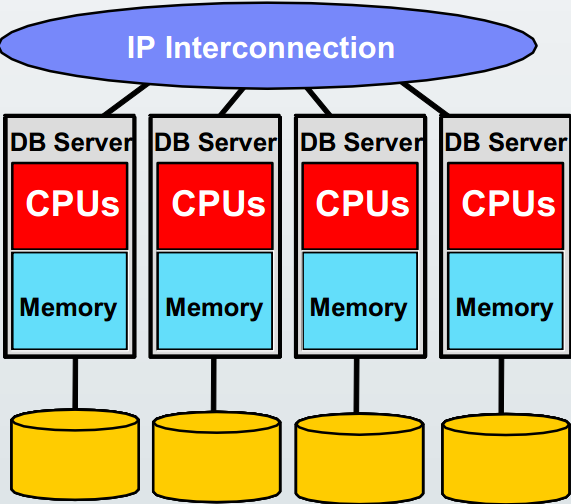 IP Interconnection
DB Server DB Server DB Server DB Server
CPUs CPUs CPUs CPUs
Memory Memory Memory Memory